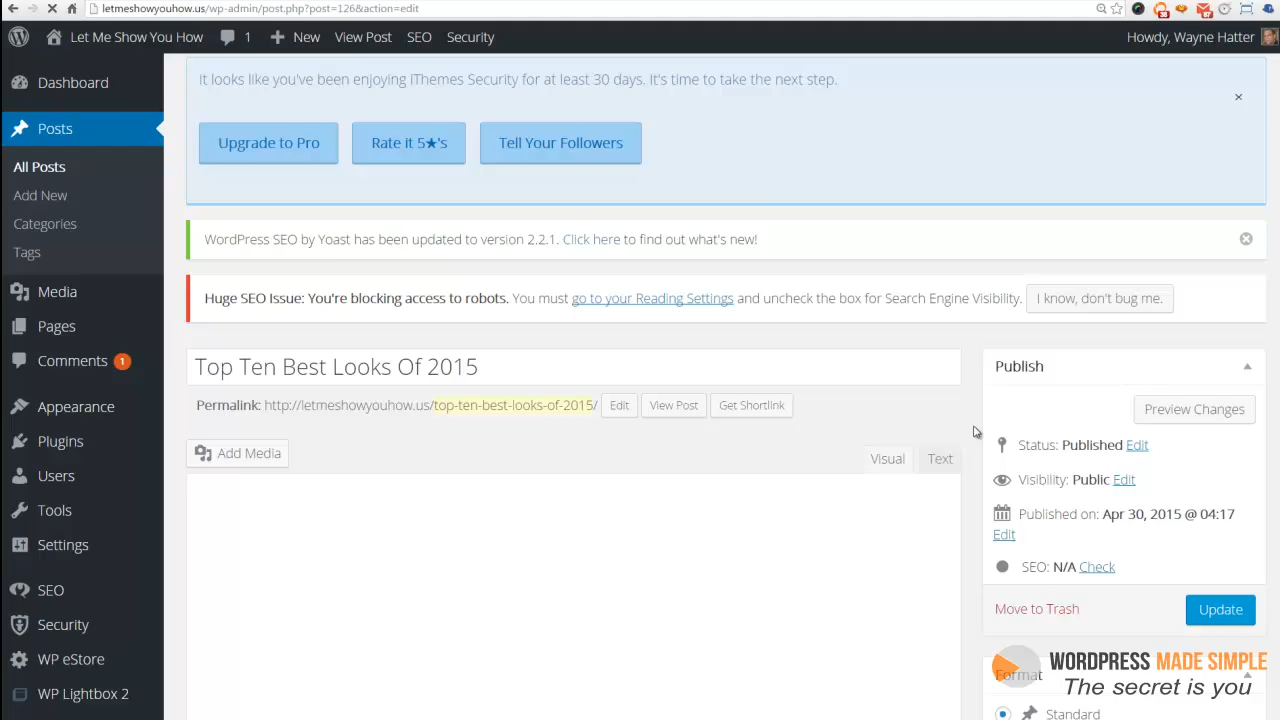 letmeshowyouhow.us/wp-admin/post.php?post=126&action=edit
Let Me Show You How 1 New View Post SEO Security Howdy, Wayne Hatter
Dashboard
Posts
All Posts
Add New
Categories
Tags
Media
Pages
Comments 1
Appearance
Plugins
Users
Tools
Settings
SEO
Security
WP eStore
WP Lightbox 2
It looks like you've been enjoying iThemes Security for at least 30 days. It's time to take the next step.
Upgrade to Pro Rate it 5★'s Tell Your Followers
WordPress SEO by Yoast has been updated to version 2.2.1. Click here to find out what's new!
Huge SEO Issue: You're blocking access to robots. You must go to your Reading Settings and uncheck the box for Search Engine Visibility. I know, don't bug me.
Top Ten Best Looks Of 2015
Permalink: http://letmeshowyouhow.us/top-ten-best-looks-of-2015/ Edit View Post Get Shortlink
Add Media
Visual Text
Publish
Preview Changes
Status: Published Edit
Visibility: Public Edit
Published on: Apr 30, 2015 @ 04:17
Edit
SEO: N/A Check
Move to Trash Update
Format
Standard
WORDPRESS MADE SIMPLE
The secret is you